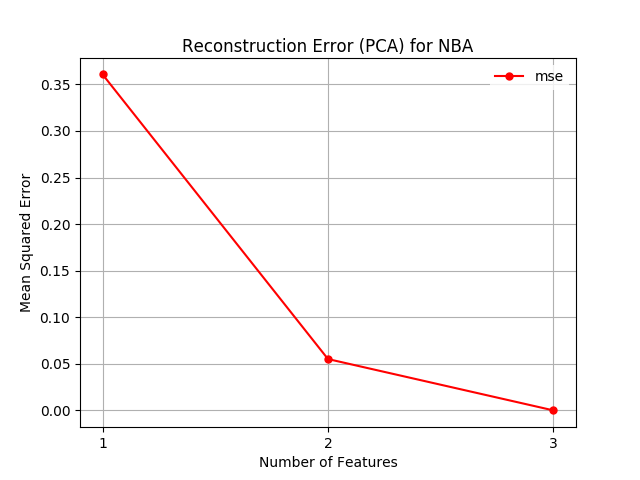 Reconstruction Error (PCA) for NBA
mse
Mean Squared Error
0.35
0.30
0.25
0.20
0.15
0.10
0.05
0.00
1 2 3
Number of Features